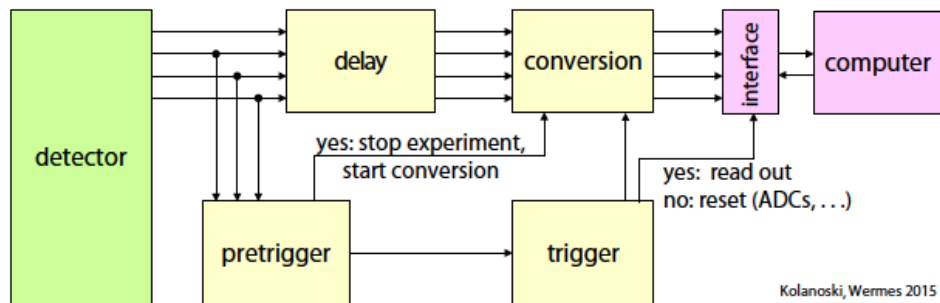 delay
conversion
interface
computer
detector
yes: stop experiment,
start conversion
yes: read out
no: reset (ADCs, . . .)
pretrigger
trigger
Kolanoski, Wermes 2015